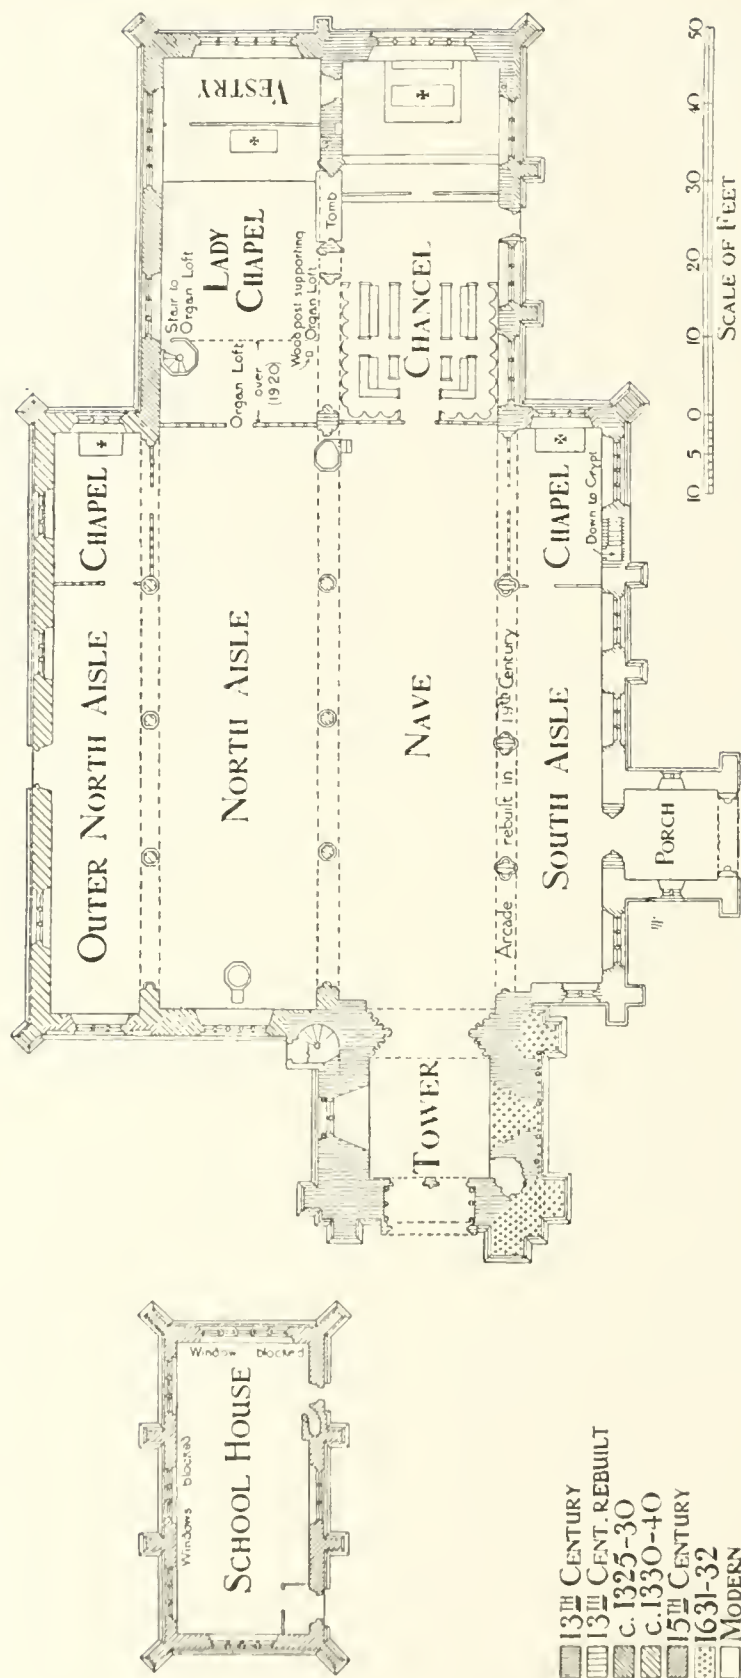 VESTRY
LADY
CHAPEL
Stair to
Organ Loft
Organ Loft
over
(1920)
Wood post supporting
Organ Loft
Tomb
CHANCEL
CHAPEL
OUTER NORTH AISLE
NORTH AISLE
NAVE
Arcade rebuilt in 19th Century
SOUTH AISLE
CHAPEL
Down to Crypt
PORCH
TOWER
SCHOOL HOUSE
Windows blocked
Window blocked
13TH CENTURY
13TH CENT. REBUILT
C. 1325-30
C. 1330-40
15TH CENTURY
1631-32
MODERN
10 5 0 10 20 30 40 50
SCALE OF FEET